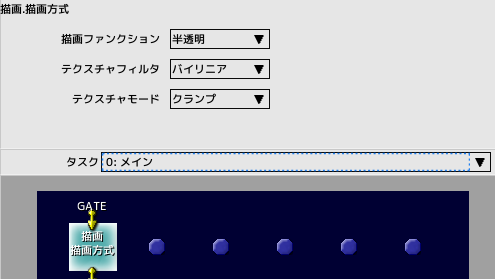 描画.描画方式
描画ファンクション 半透明
テクスチャフィルタ バイリニア
テクスチャモード クランプ
タスク 0: メイン
GATE
描画
描画方式